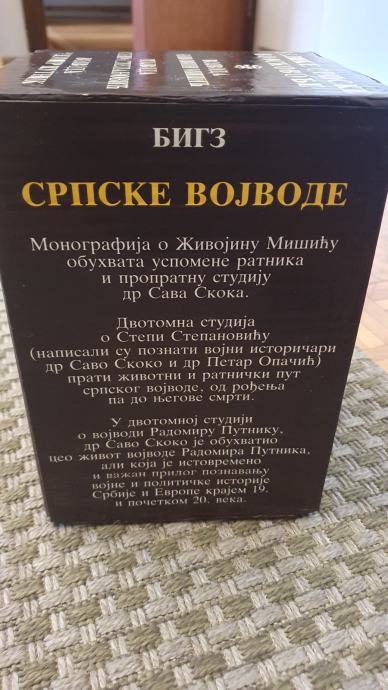 БИГЗ
СРПСКЕ ВОЈВОДЕ
Монографија о Живојину Мишићу
обухвата успомене ратника
и пропратну студију
др Сава Скока.
Двотомна студија
о Степи Степановићу
(написали су познати војни историчари
др Саво Скоко и др Петар Опачић)
прати животни и ратнички пут
српског војводе, од рођења
па до његове смрти.
У двотомној студији
о војводи Радомиру Путнику,
др Саво Скоко је обухватио
цео живот војводе Радомира Путника,
али која је истовремено
и важан прилог познавању
војне и политичке историје
Србије и Европе крајем 19.
и почетком 20. века.